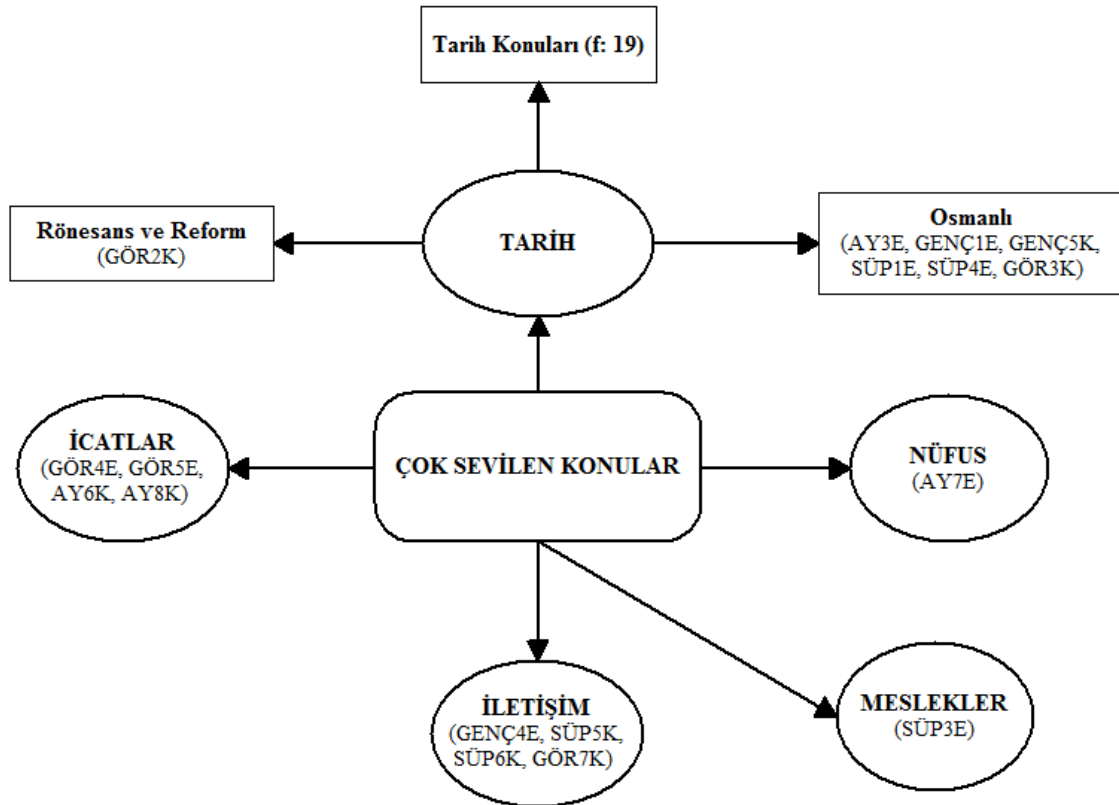 Tarih Konuları (f: 19)
Rönesans ve Reform
(GÖR2K)
TARİH
Osmanlı
(AY3E, GENÇ1E, GENÇ5K,
SÜP1E, SÜP4E, GÖR3K)
İCATLAR
(GÖR4E, GÖR5E,
AY6K, AY8K)
ÇOK SEVİLEN KONULAR
NÜFUS
(AY7E)
İLETİŞİM
(GENÇ4E, SÜP5K,
SÜP6K, GÖR7K)
MESLEKLER
(SÜP3E)